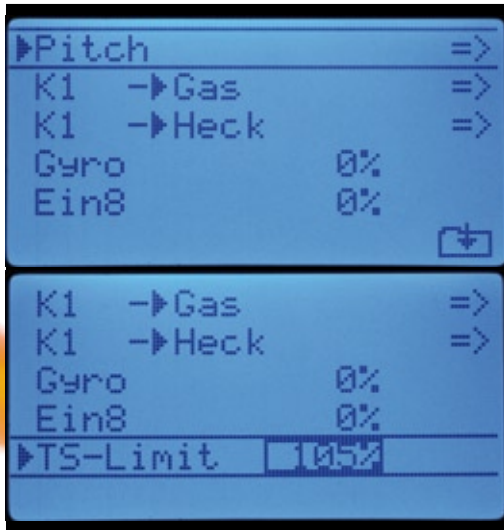 ▶Pitch =>
K1 –▶Gas =>
K1 –▶Heck =>
Gyro 0%
Ein8 0%
K1 –▶Gas =>
K1 –▶Heck =>
Gyro 0%
Ein8 0%
▶TS-Limit 105%